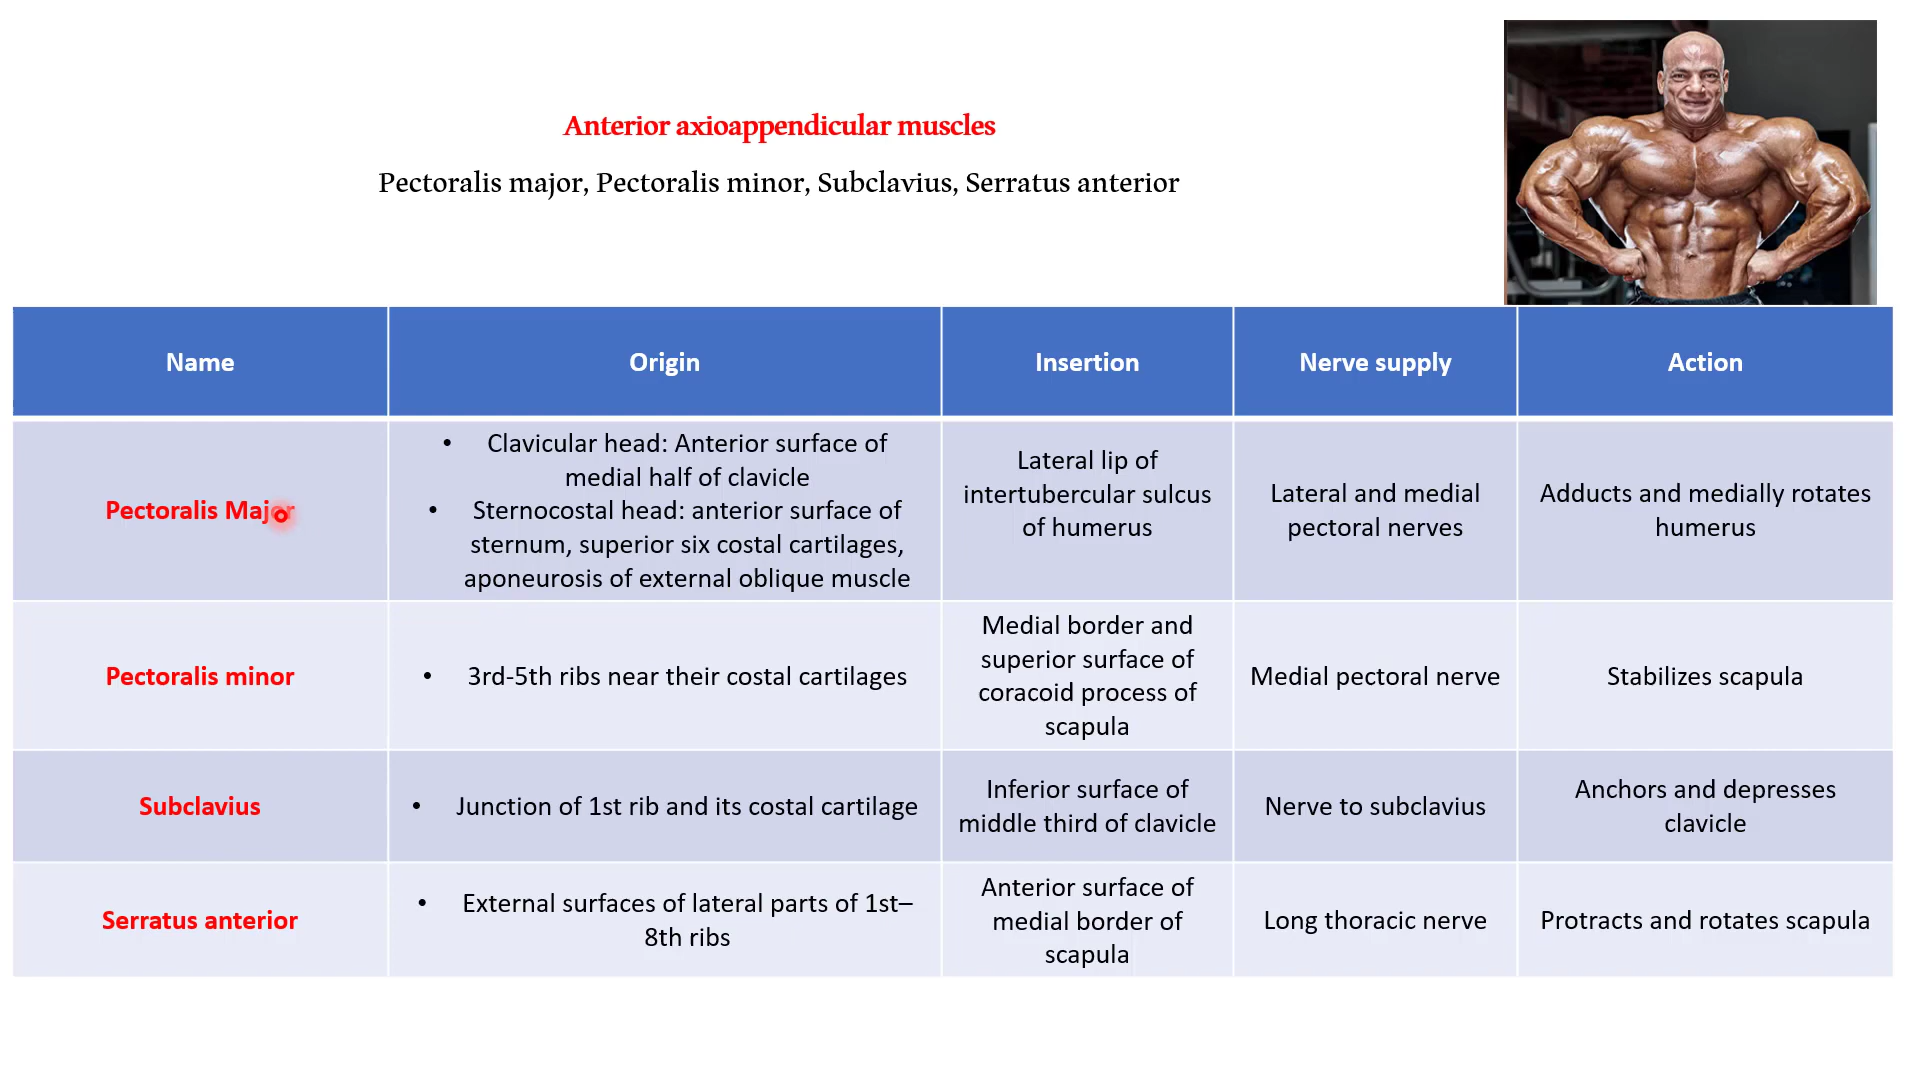 Anterior axioappendicular muscles
Pectoralis major, Pectoralis minor, Subclavius, Serratus anterior
Name
Origin
Insertion
Nerve supply
Action
Pectoralis Major
• Clavicular head: Anterior surface of
medial half of clavicle
• Sternocostal head: anterior surface of
sternum, superior six costal cartilages,
aponeurosis of external oblique muscle
Lateral lip of
intertubercular sulcus
of humerus
Lateral and medial
pectoral nerves
Adducts and medially rotates
humerus
Pectoralis minor
• 3rd-5th ribs near their costal cartilages
Medial border and
superior surface of
coracoid process of
scapula
Medial pectoral nerve
Stabilizes scapula
Subclavius
• Junction of 1st rib and its costal cartilage
Inferior surface of
middle third of clavicle
Nerve to subclavius
Anchors and depresses
clavicle
Serratus anterior
• External surfaces of lateral parts of 1st–
8th ribs
Anterior surface of
medial border of
scapula
Long thoracic nerve
Protracts and rotates scapula